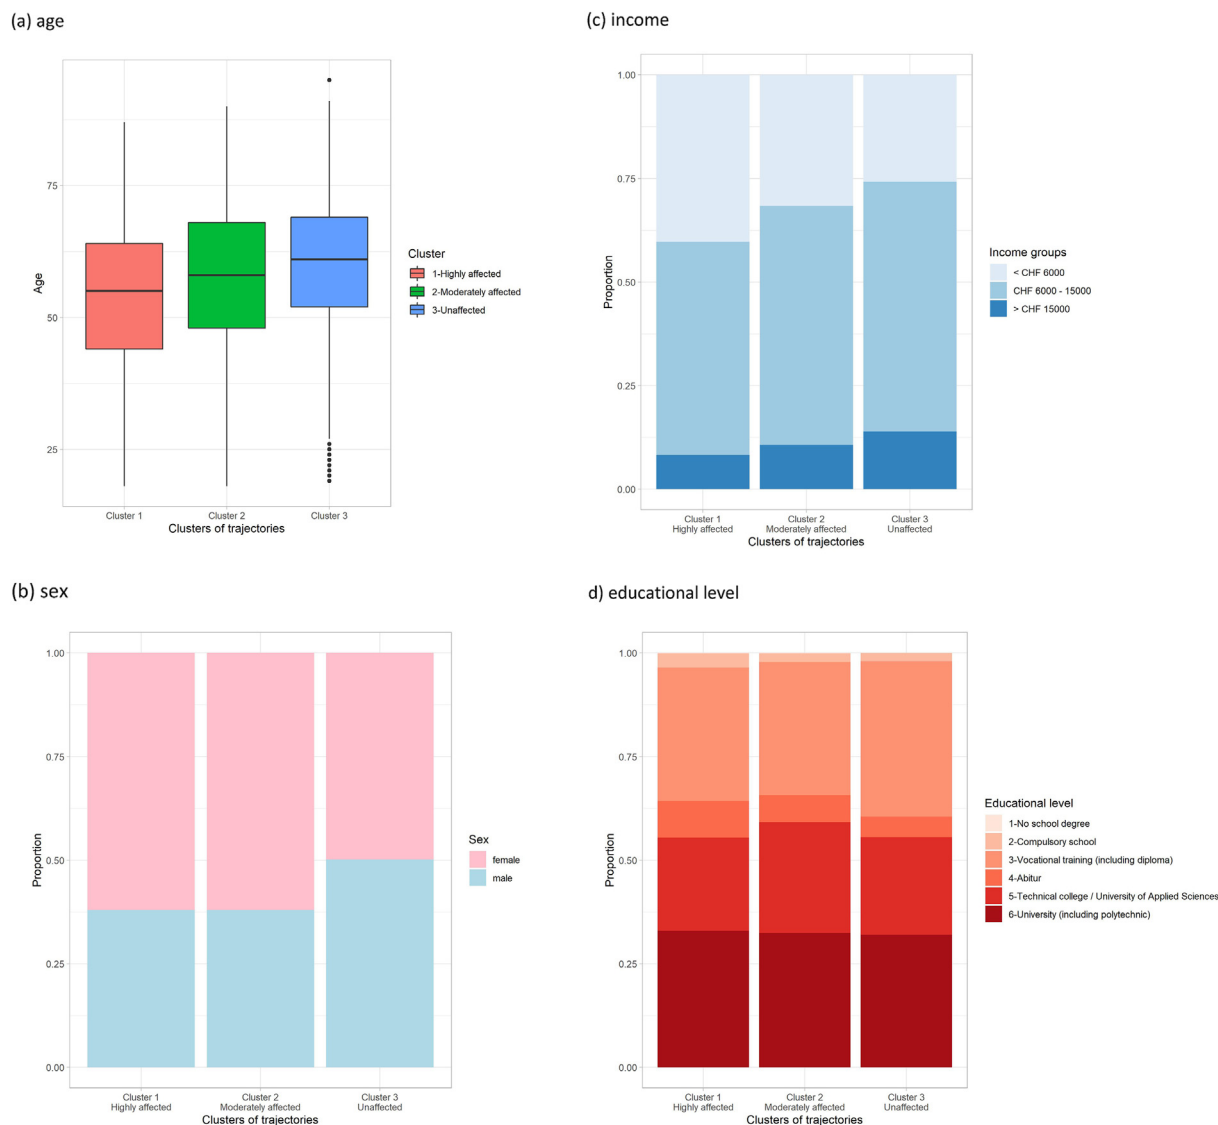 (a) age
75
50
25
Age
Cluster 1
Cluster 2
Cluster 3
Clusters of trajectories
Cluster
1-Highly affected
2-Moderately affected
3-Unaffected
(c) income
1.00
0.75
0.50
0.25
0.00
Proportion
Cluster 1
Highly affected
Cluster 2
Moderately affected
Cluster 3
Unaffected
Clusters of trajectories
Income groups
< CHF 6000
CHF 6000 - 15000
> CHF 15000
(b) sex
1.00
0.75
0.50
0.25
0.00
Proportion
Cluster 1
Highly affected
Cluster 2
Moderately affected
Cluster 3
Unaffected
Clusters of trajectories
Sex
female
male
d) educational level
1.00
0.75
0.50
0.25
0.00
Proportion
Cluster 1
Highly affected
Cluster 2
Moderately affected
Cluster 3
Unaffected
Clusters of trajectories
Educational level
1-No school degree
2-Compulsory school
3-Vocational training (including diploma)
4-Abitur
5-Technical college / University of Applied Sciences
6-University (including polytechnic)